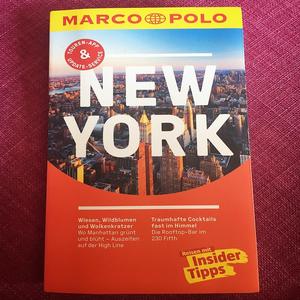 MARCO POLO
TOUREN-APP
&
UPDATE-SERVICE
NEW
YORK
Wiesen, Wildblumen
und Wolkenkratzer
Wo Manhattan grünt
und blüht – Auszeiten
auf der High Line
Traumhafte Cocktails
fast im Himmel
Die Rooftop-Bar im
230 Fifth
Reisen mit
Insider
Tipps